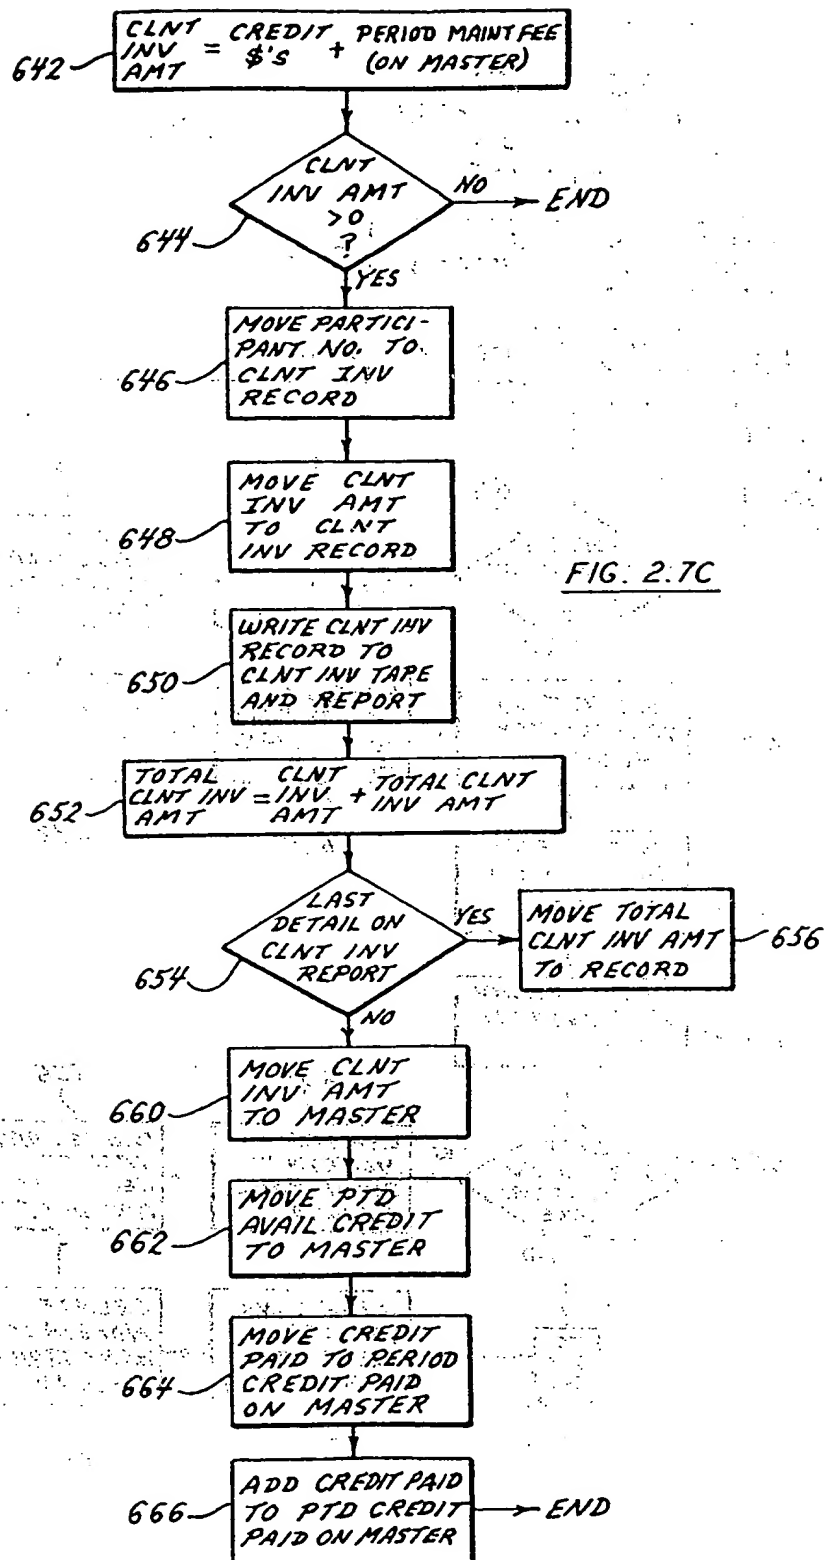 CLNT INV AMT = CREDIT $'S + PERIOD MAINT FEE (ON MASTER)
642
CLNT
INV AMT
>0
?
NO
END
644
YES
MOVE PARTICI-
PANT NO. TO
CLNT INV
RECORD
646
MOVE CLNT
INV AMT
TO CLNT
INV RECORD
648
FIG. 2.7C
WRITE CLNT INV
RECORD TO
CLNT INV TAPE
AND REPORT
650
TOTAL CLNT INV AMT = CLNT INV AMT + TOTAL CLNT INV AMT
652
LAST
DETAIL ON
CLNT INV
REPORT
654
YES
MOVE TOTAL
CLNT INV AMT
TO RECORD
656
NO
MOVE CLNT
INV AMT
TO MASTER
660
MOVE PTD
AVAIL CREDIT
TO MASTER
662
MOVE CREDIT
PAID TO PERIOD
CREDIT PAID
ON MASTER
664
ADD CREDIT PAID
TO PTD CREDIT
PAID ON MASTER
666
END